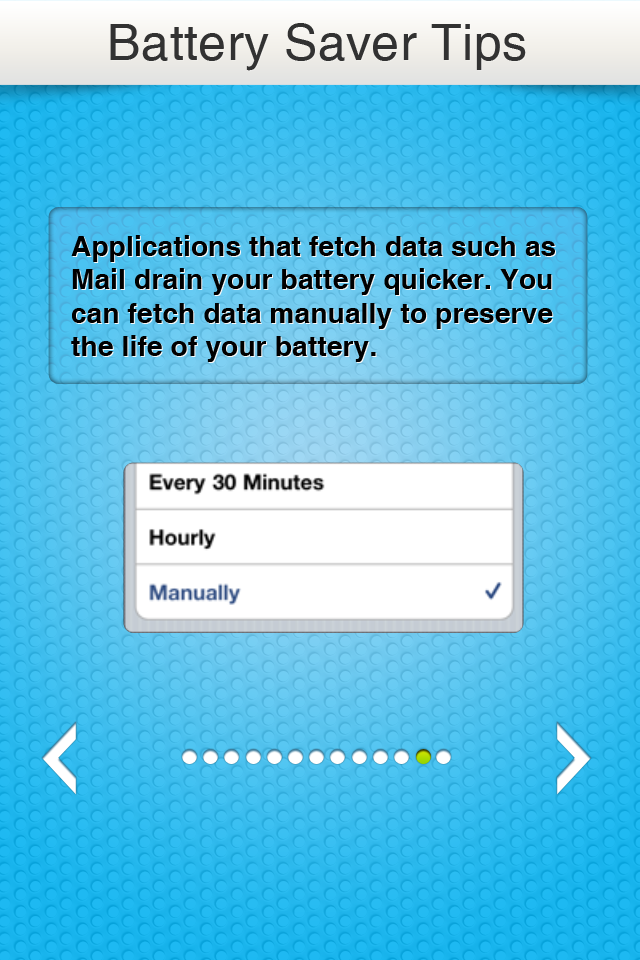 Battery Saver Tips
Applications that fetch data such as
Mail drain your battery quicker. You
can fetch data manually to preserve
the life of your battery.
Every 30 Minutes
Hourly
Manually